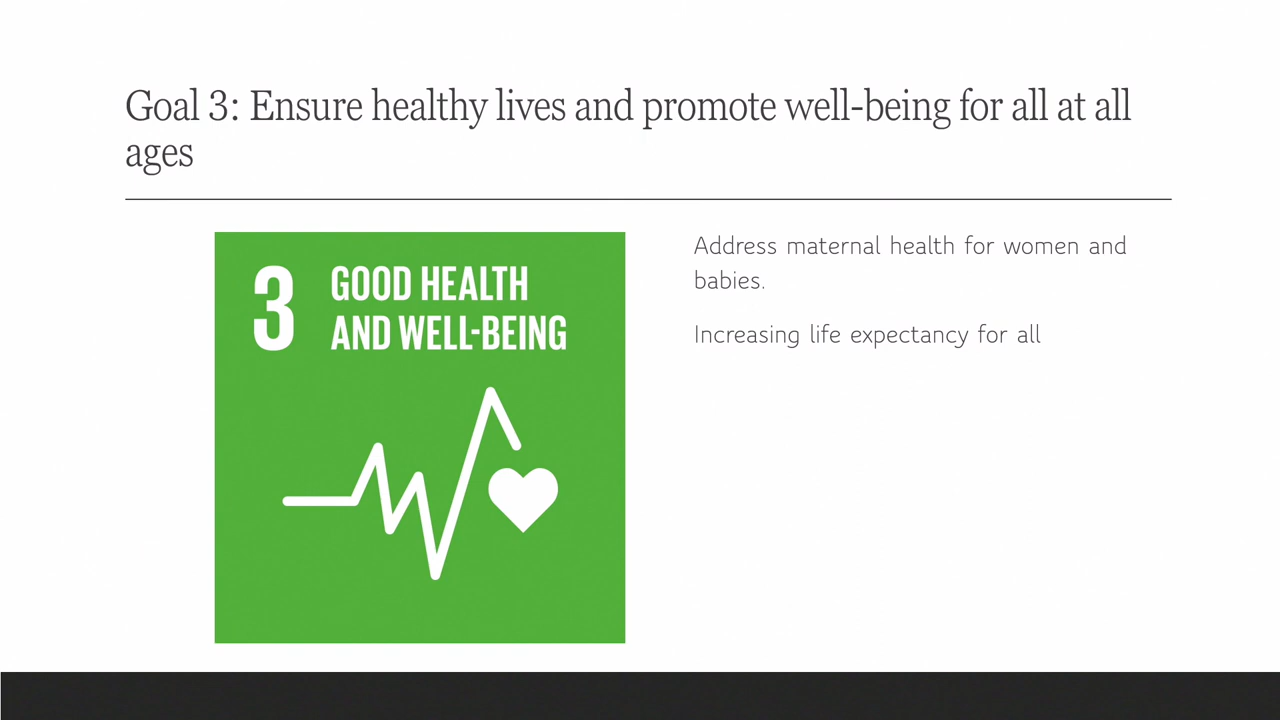 Goal 3: Ensure healthy lives and promote well-being for all at all
ages
3 GOOD HEALTH
AND WELL-BEING
Address maternal health for women and
babies.
Increasing life expectancy for all